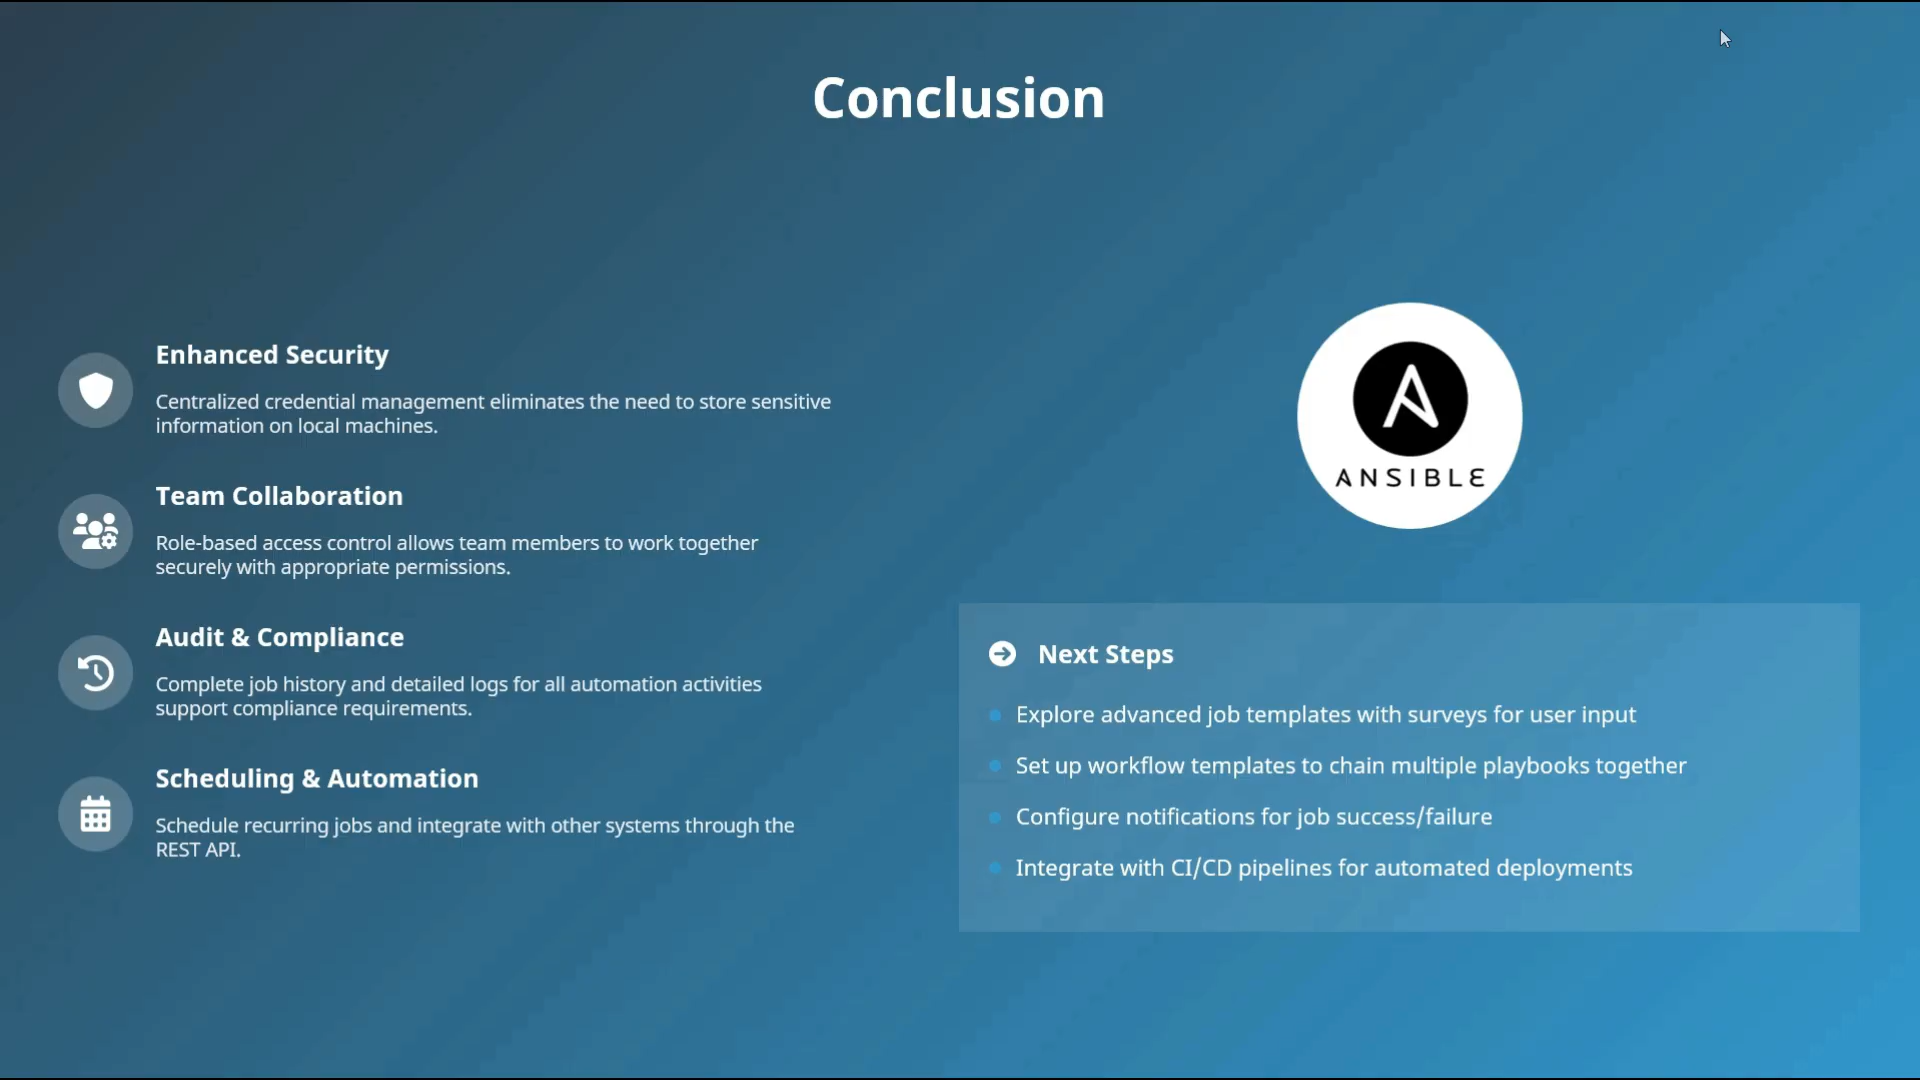 Conclusion
Enhanced Security
Centralized credential management eliminates the need to store sensitive
information on local machines.
Team Collaboration
Role-based access control allows team members to work together
securely with appropriate permissions.
Audit & Compliance
Complete job history and detailed logs for all automation activities
support compliance requirements.
Scheduling & Automation
Schedule recurring jobs and integrate with other systems through the
REST API.
ANSIBLE
Next Steps
Explore advanced job templates with surveys for user input
Set up workflow templates to chain multiple playbooks together
Configure notifications for job success/failure
Integrate with CI/CD pipelines for automated deployments